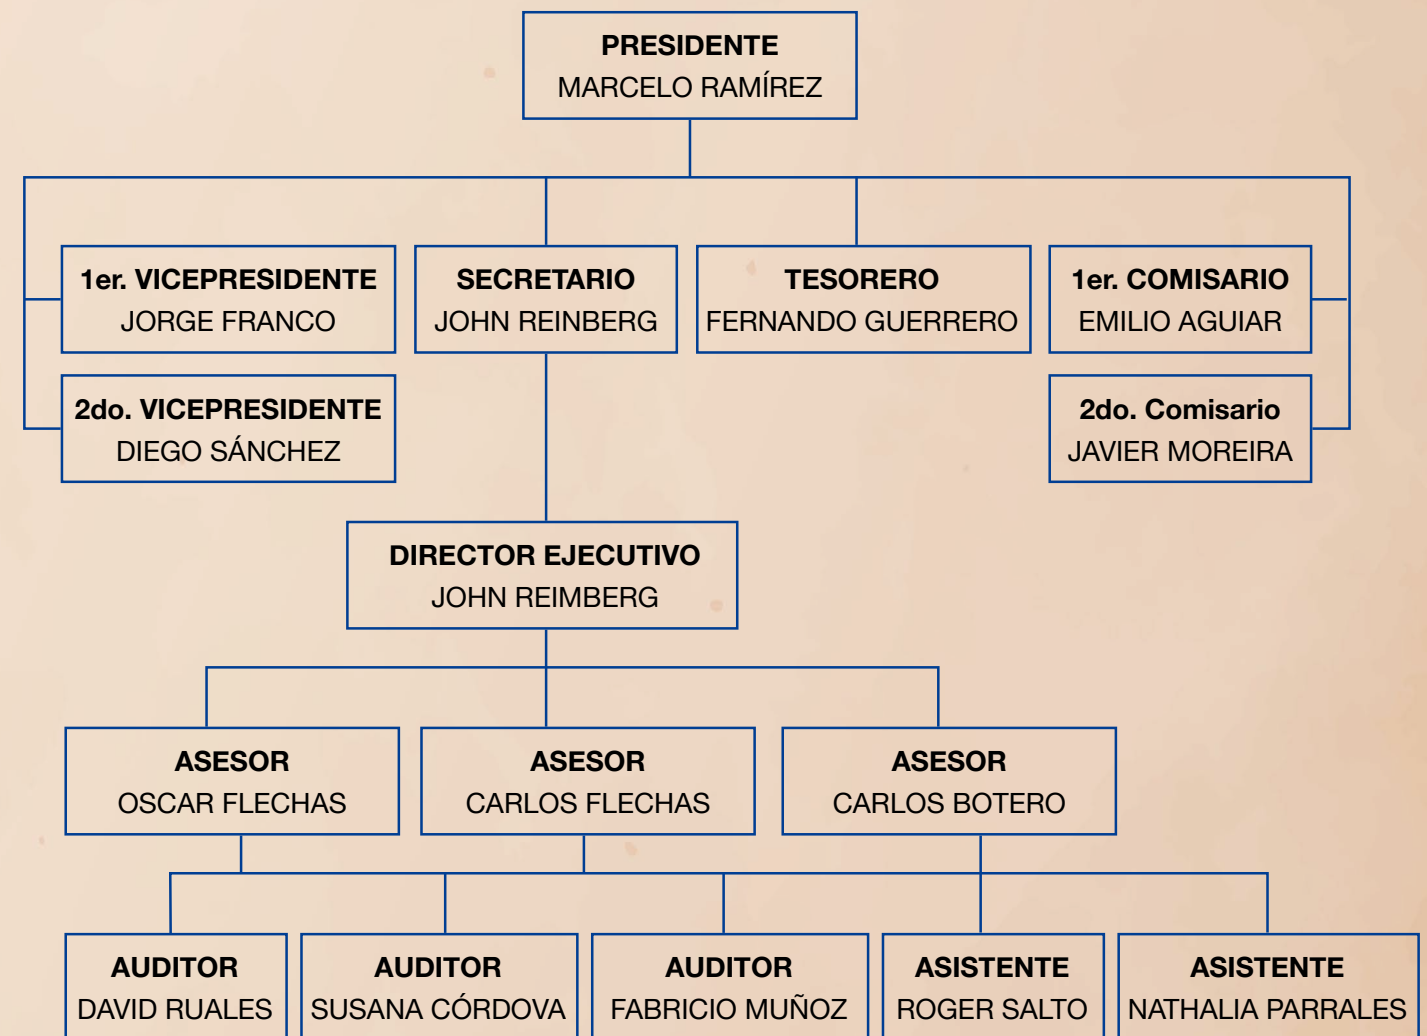 PRESIDENTE
MARCELO RAMÍREZ
1er. VICEPRESIDENTE
JORGE FRANCO
SECRETARIO
JOHN REINBERG
TESORERO
FERNANDO GUERRERO
1er. COMISARIO
EMILIO AGUIAR
2do. VICEPRESIDENTE
DIEGO SÁNCHEZ
2do. Comisario
JAVIER MOREIRA
DIRECTOR EJECUTIVO
JOHN REIMBERG
ASESOR
OSCAR FLECHAS
ASESOR
CARLOS FLECHAS
ASESOR
CARLOS BOTERO
AUDITOR
DAVID RUALES
AUDITOR
SUSANA CÓRDOVA
AUDITOR
FABRICIO MUÑOZ
ASISTENTE
ROGER SALTO
ASISTENTE
NATHALIA PARRALES